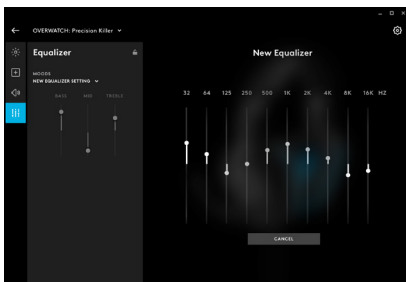 OVERWATCH: Precision Killer
Equalizer
New Equalizer
MOODS
NEW EQUALIZER SETTING
BASS MID TREBLE
32 64 125 250 500 1K 2K 4K 8K 16K HZ
CANCEL